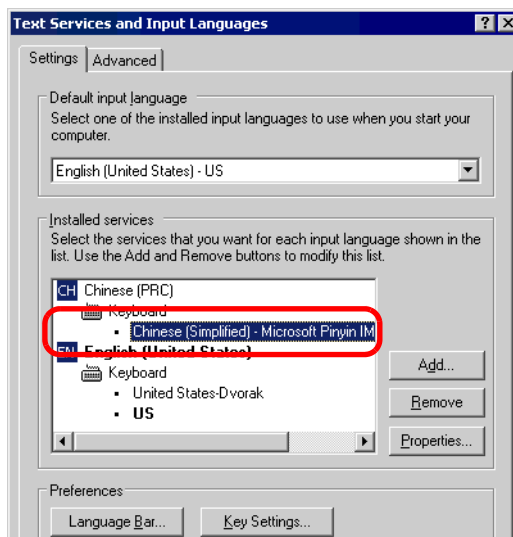 Text Services and Input Languages
Settings
Advanced
Default input language
Select one of the installed input languages to use when you start your
computer.
English (United States) - US
Installed services
Select the services that you want for each input language shown in the
list. Use the Add and Remove buttons to modify this list.
CH Chinese (PRC)
Keyboard
• Chinese (Simplified) - Microsoft Pinyin IM
EN English (United States)
Keyboard
• United States-Dvorak
• US
Add...
Remove
Properties...
Preferences
Language Bar...
Key Settings...